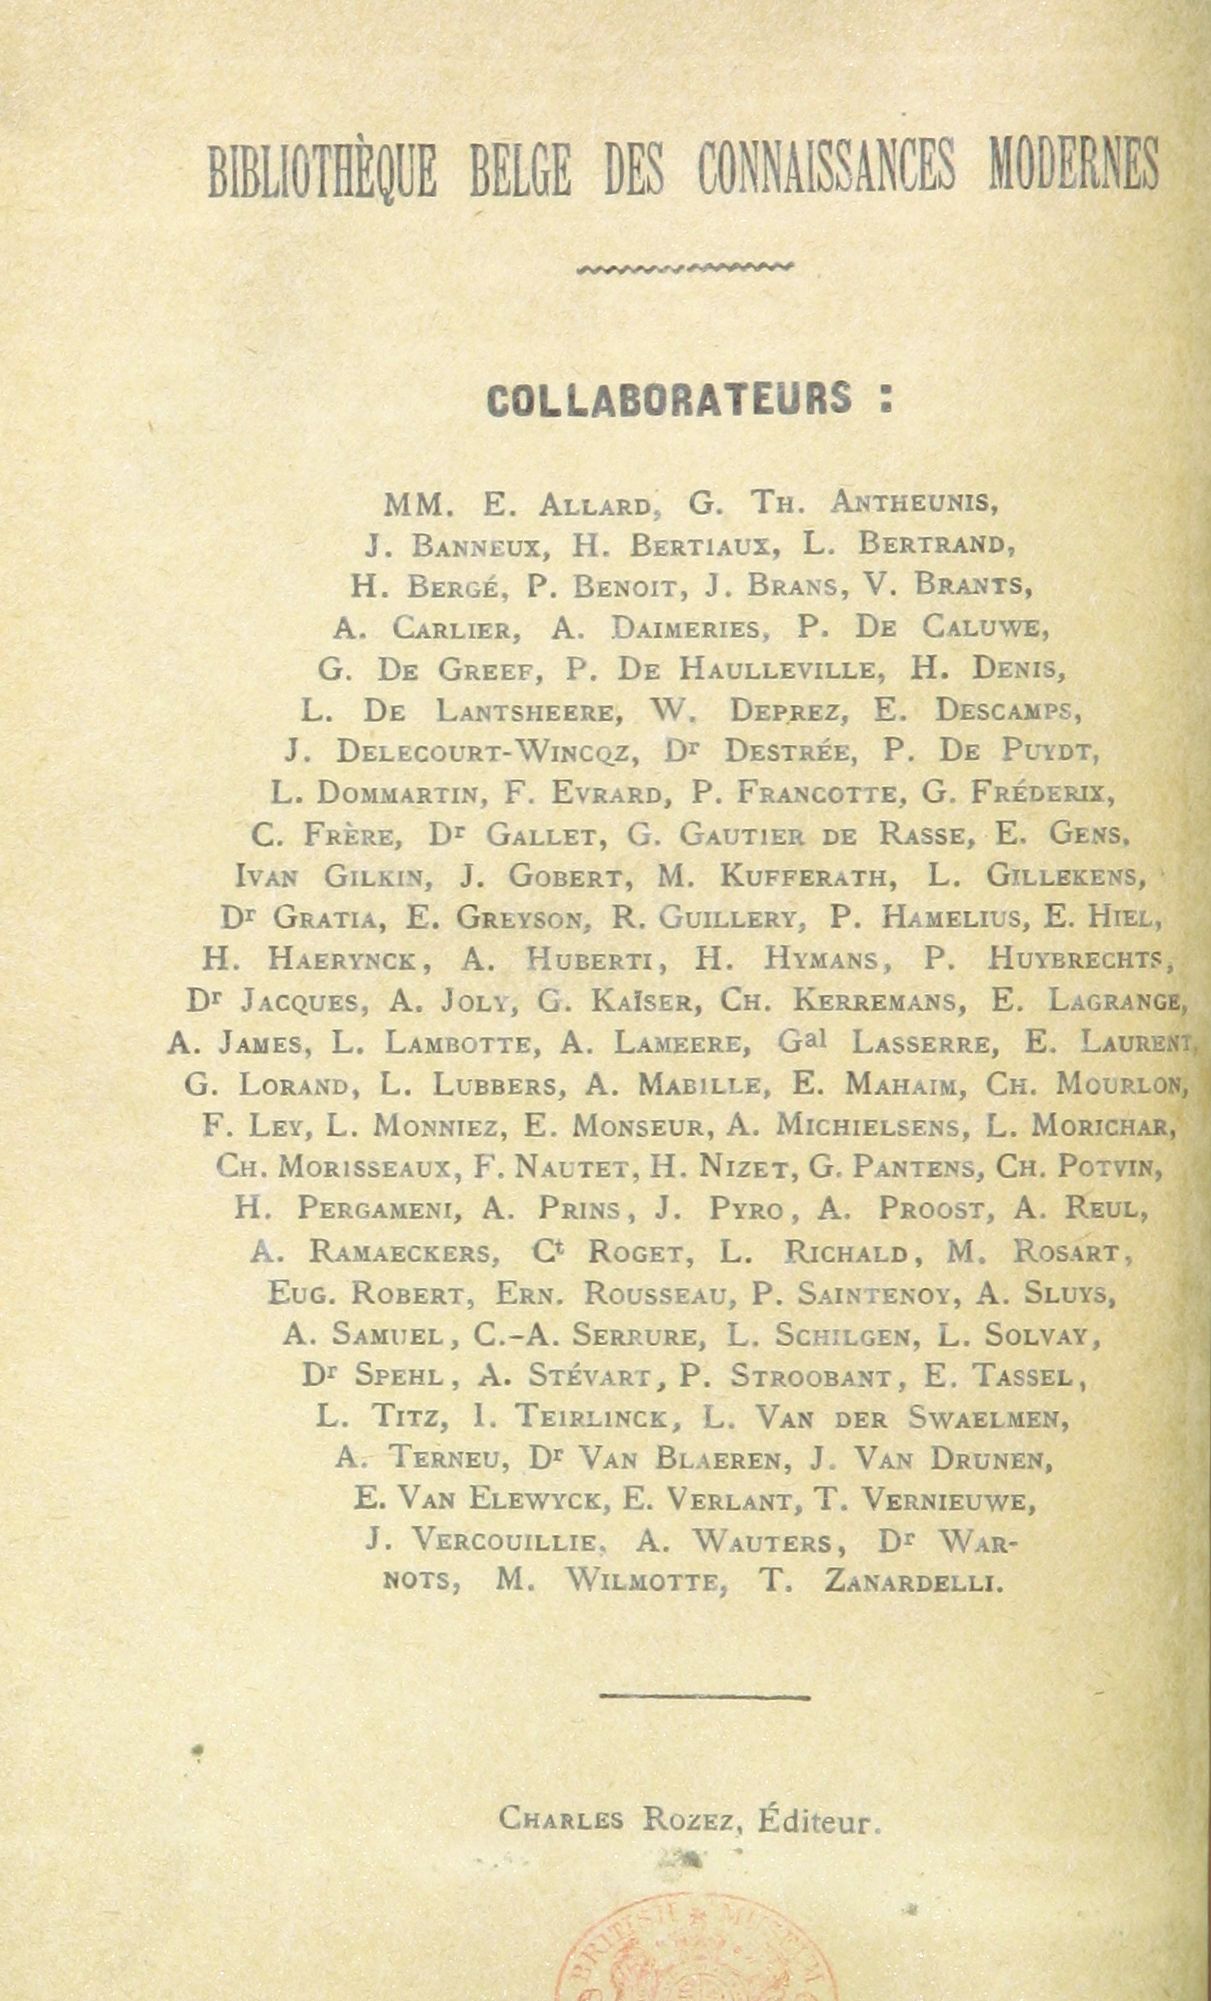 BIBLIOTHÈQUE BELGE DES CONNAISSANCES MODERNES
COLLABORATEURS :
MM. E. ALLARD, G. TH. ANTHEUNIS,
J. BANNEUX, H. BERTIAUX, L. BERTRAND,
H. BERGÉ, P. BENOIT, J. BRANS, V. BRANTS,
A. CARLIER, A. DAIMERIES, P. DE CALUWE,
G. DE GREEF, P. DE HAULLEVILLE, H. DENIS,
L. DE LANTSHEERE, W. DEPREZ, E. DESCAMPS,
J. DELECOURT-WINCQZ, Dr DESTRÉE, P. DE PUYDT,
L. DOMMARTIN, F. EVRARD, P. FRANCOTTE, G. FRÉDERIX,
C. FRÈRE, Dr GALLET, G. GAUTIER DE RASSE, E. GENS,
IVAN GILKIN, J. GOBERT, M. KUFFERATH, L. GILLEKENS,
Dr GRATIA, E. GREYSON, R. GUILLERY, P. HAMELIUS, E. HIEL,
H. HAERYNCK, A. HUBERTI, H. HYMANS, P. HUYBRECHTS,
Dr JACQUES, A. JOLY, G. KAÏSER, CH. KERREMANS, E. LAGRANGE,
A. JAMES, L. LAMBOTTE, A. LAMEERE, Gal LASSERRE, E. LAURENT,
G. LORAND, L. LUBBERS, A. MABILLE, E. MAHAIM, CH. MOURLON,
F. LEY, L. MONNIEZ, E. MONSEUR, A. MICHIELSENS, L. MORICHAR,
CH. MORISSEAUX, F. NAUTET, H. NIZET, G. PANTENS, CH. POTVIN,
H. PERGAMENI, A. PRINS, J. PYRO, A. PROOST, A. REUL,
A. RAMAECKERS, Ct ROGET, L. RICHALD, M. ROSART,
EUG. ROBERT, ERN. ROUSSEAU, P. SAINTENOY, A. SLUYS,
A. SAMUEL, C.-A. SERRURE, L. SCHILGEN, L. SOLVAY,
Dr SPEHL, A. STÉVART, P. STROOBANT, E. TASSEL,
L. TITZ, I. TEIRLINCK, L. VAN DER SWAELMEN,
A. TERNEU, Dr VAN BLAEREN, J. VAN DRUNEN,
E. VAN ELEWYCK, E. VERLANT, T. VERNIEUWE,
J. VERCOUILLIE, A. WAUTERS, Dr WAR-
NOTS, M. WILMOTTE, T. ZANARDELLI.
CHARLES ROZEZ, Éditeur.
BRITISH MUSEUM